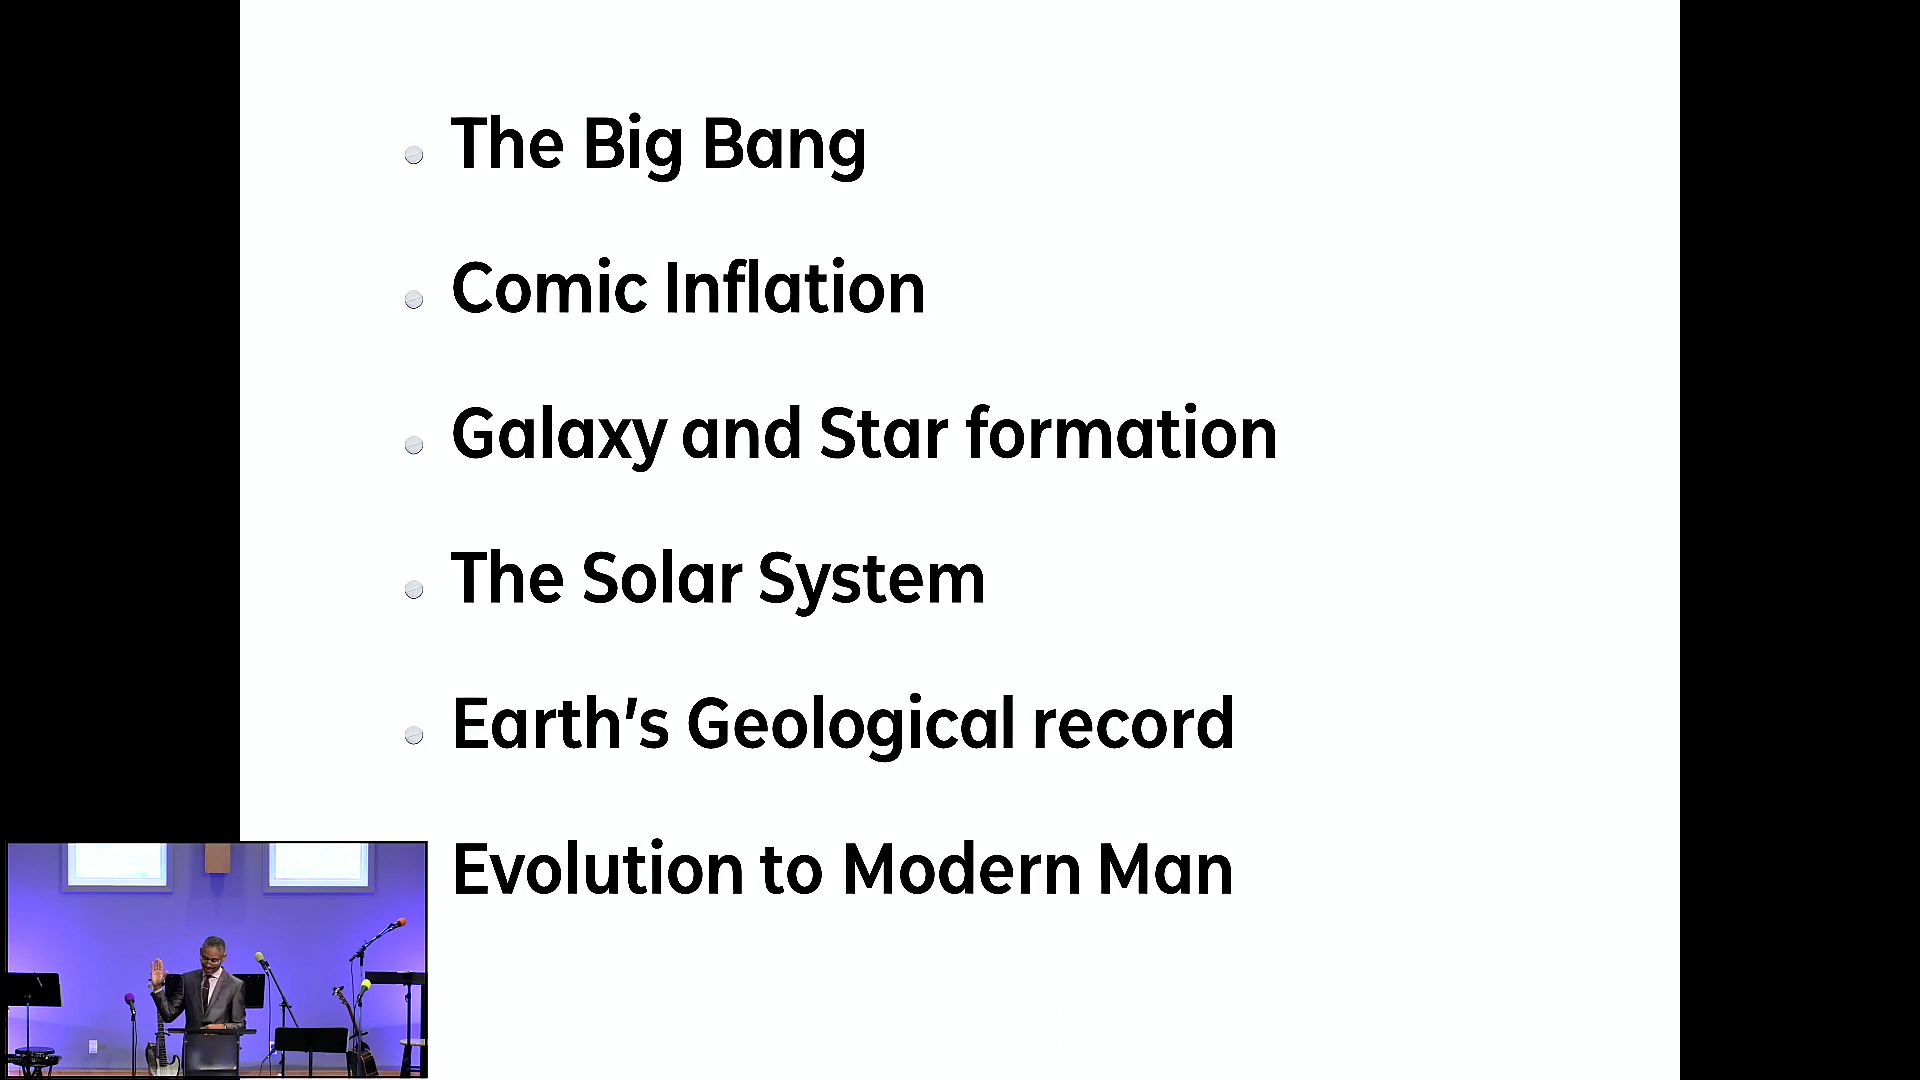 The Big Bang
Comic Inflation
Galaxy and Star formation
The Solar System
Earth's Geological record
Evolution to Modern Man